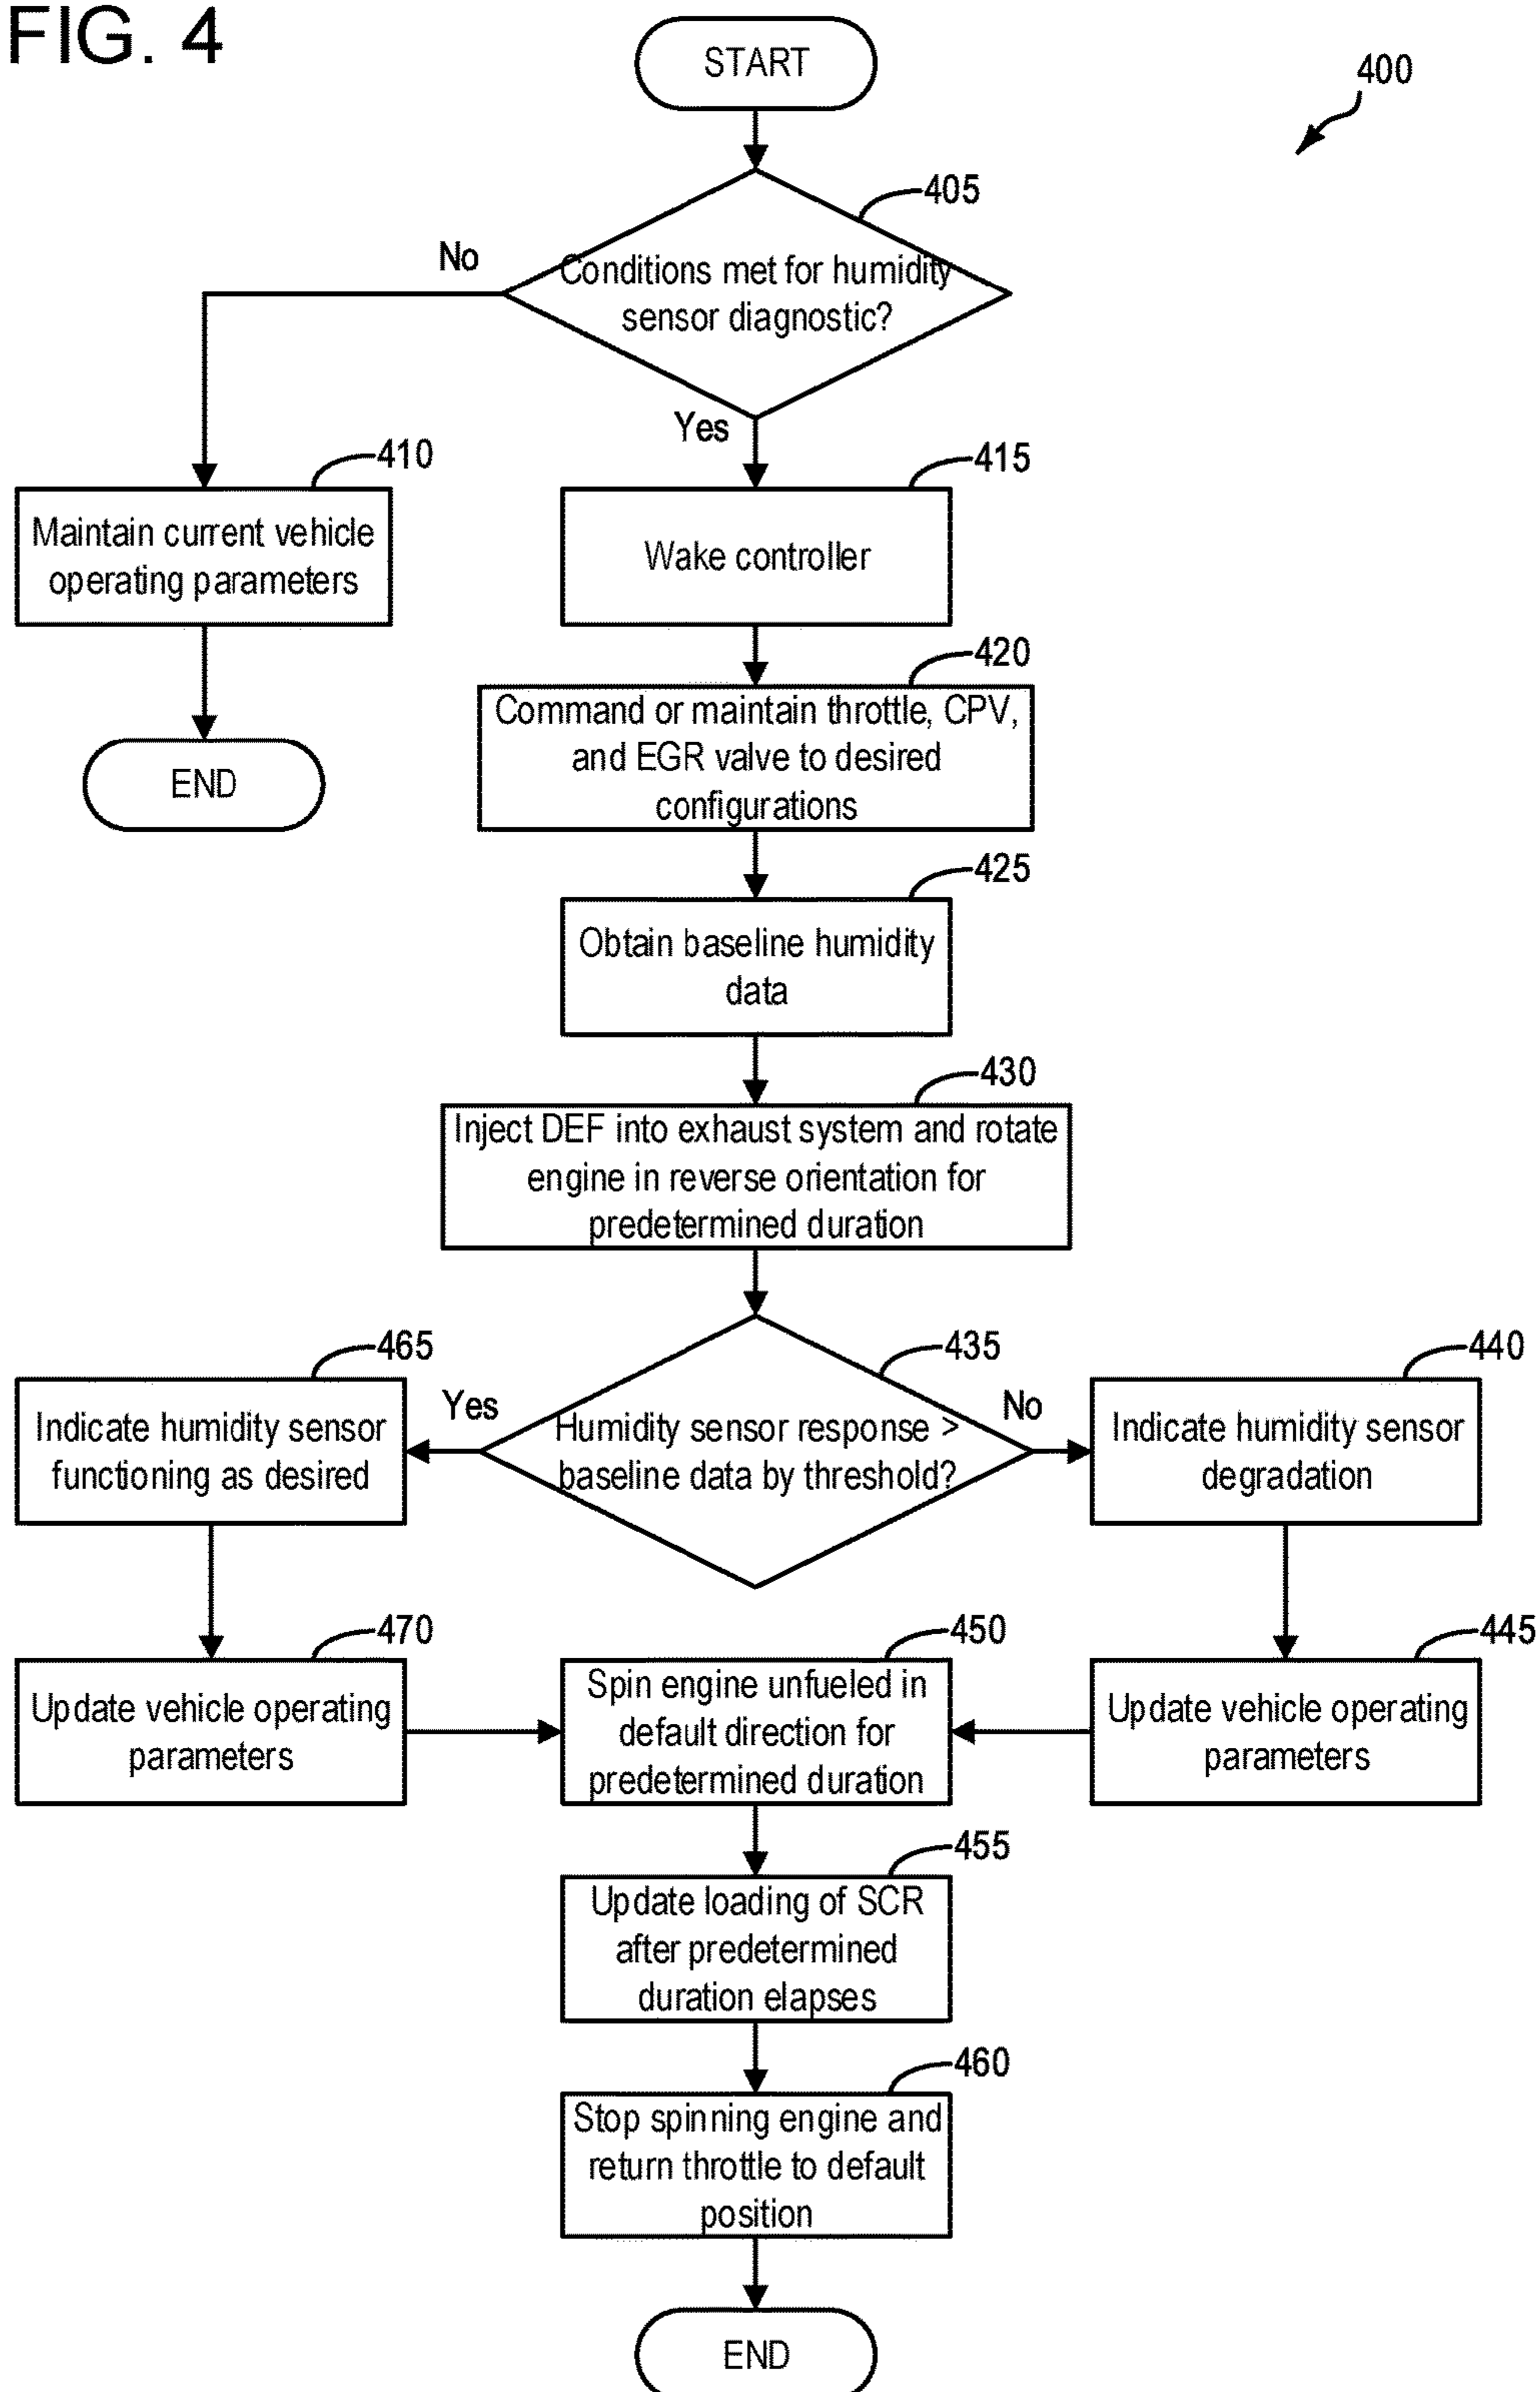 FIG. 4
START
400
405
No
Conditions met for humidity
sensor diagnostic?
Yes
410
415
Maintain current vehicle
operating parameters
Wake controller
420
Command or maintain throttle, CPV,
and EGR valve to desired
configurations
END
425
Obtain baseline humidity
data
430
Inject DEF into exhaust system and rotate
engine in reverse orientation for
predetermined duration
465
435
440
Yes
No
Indicate humidity sensor
functioning as desired
Humidity sensor response >
baseline data by threshold?
Indicate humidity sensor
degradation
470
450
445
Update vehicle operating
parameters
Spin engine unfueled in
default direction for
predetermined duration
Update vehicle operating
parameters
455
Update loading of SCR
after predetermined
duration elapses
460
Stop spinning engine and
return throttle to default
position
END